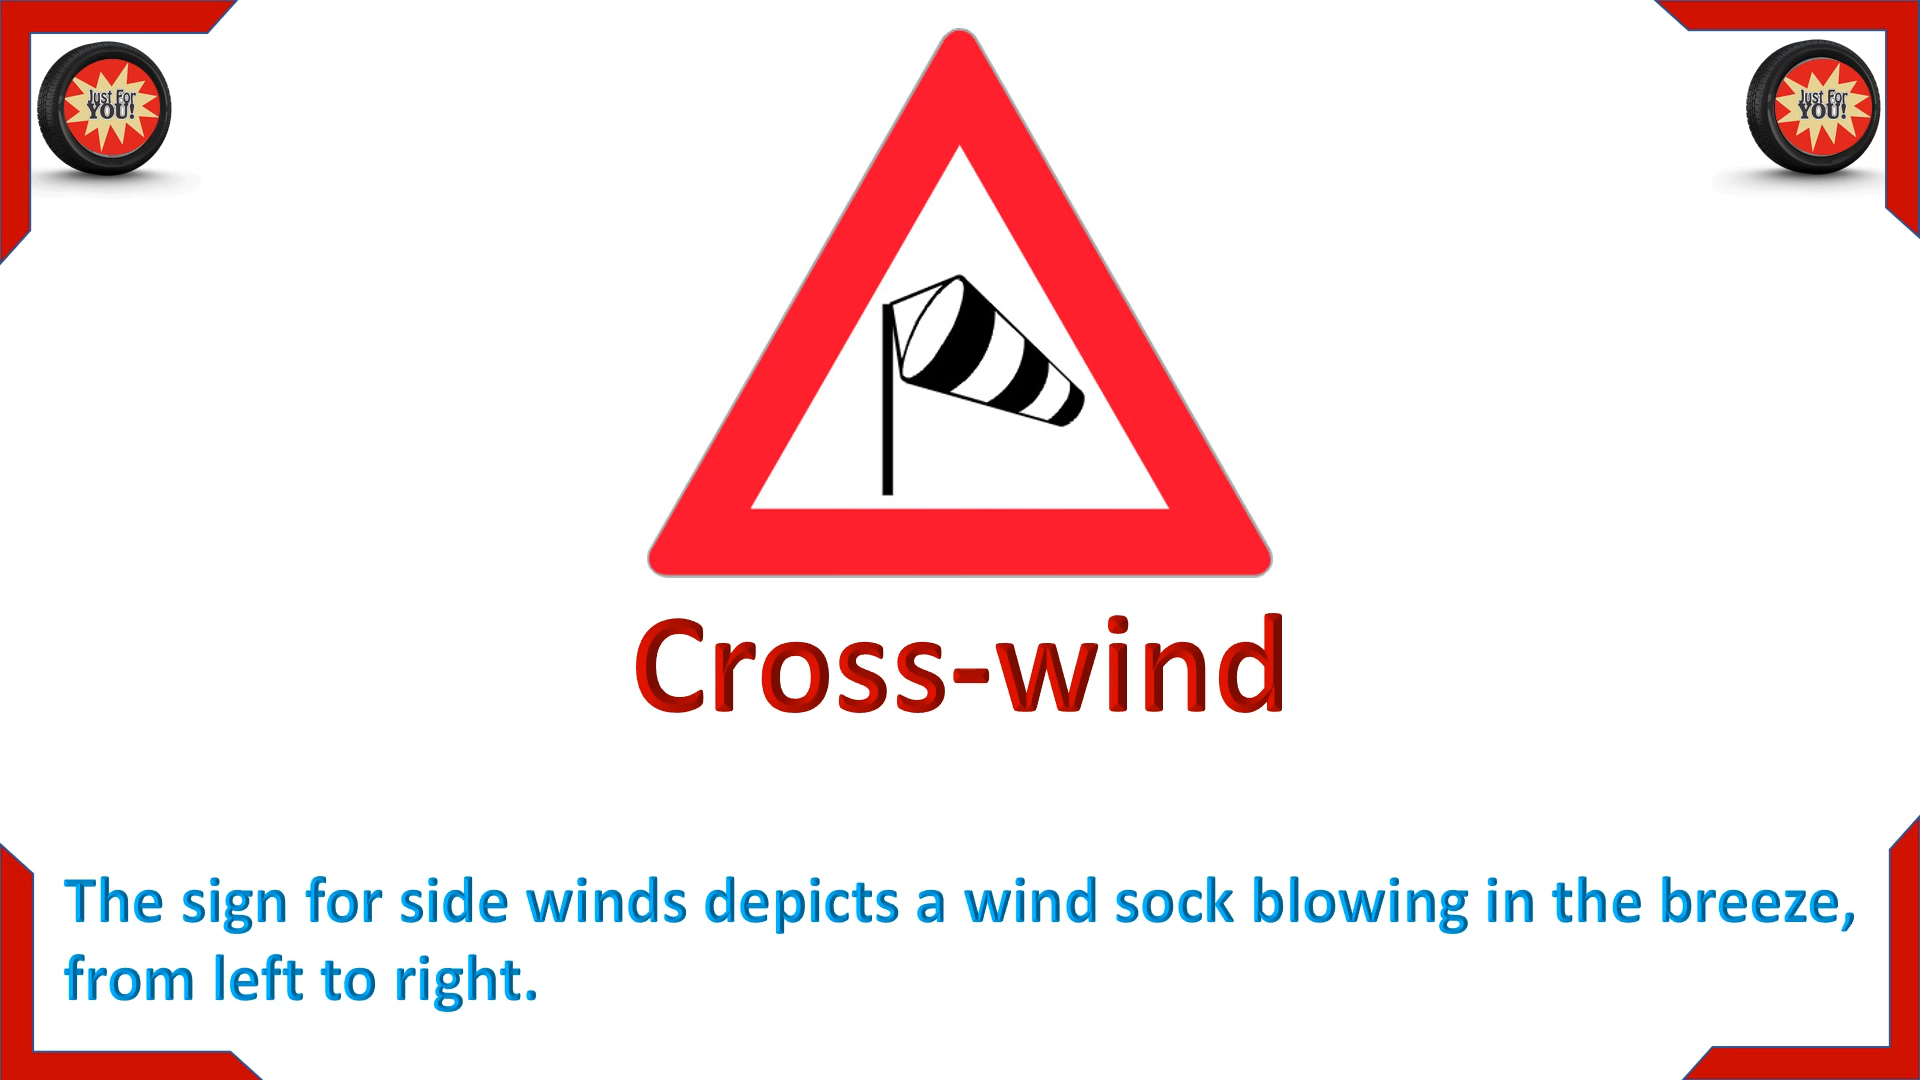 Just For
YOU!
Just For
YOU!
Cross-wind
The sign for side winds depicts a wind sock blowing in the breeze,
from left to right.